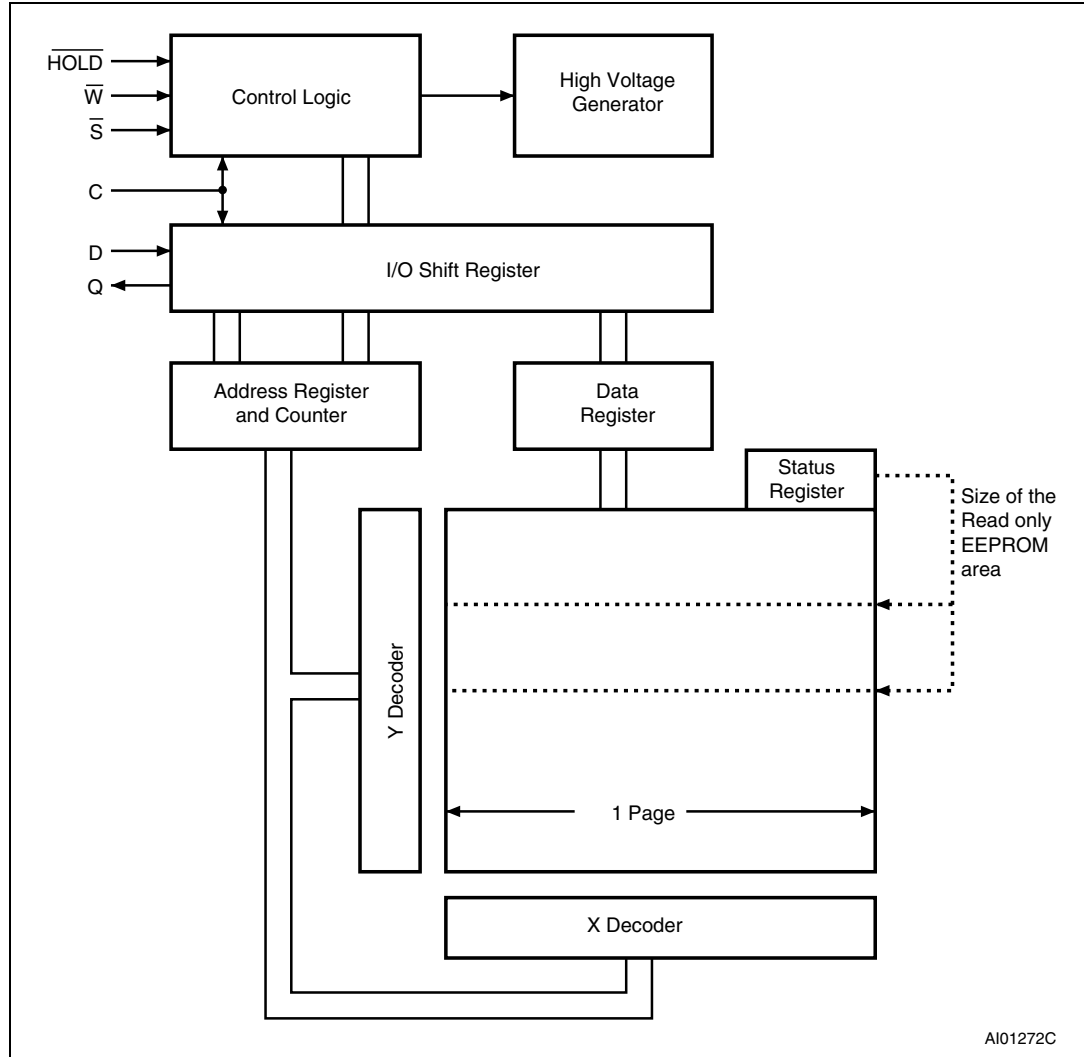 H̅O̅L̅D̅
W̅
S̅
C
D
Q
Control Logic
High Voltage
Generator
I/O Shift Register
Address Register
and Counter
Data
Register
Status
Register
Size of the
Read only
EEPROM
area
Y Decoder
1 Page
X Decoder
AI01272C